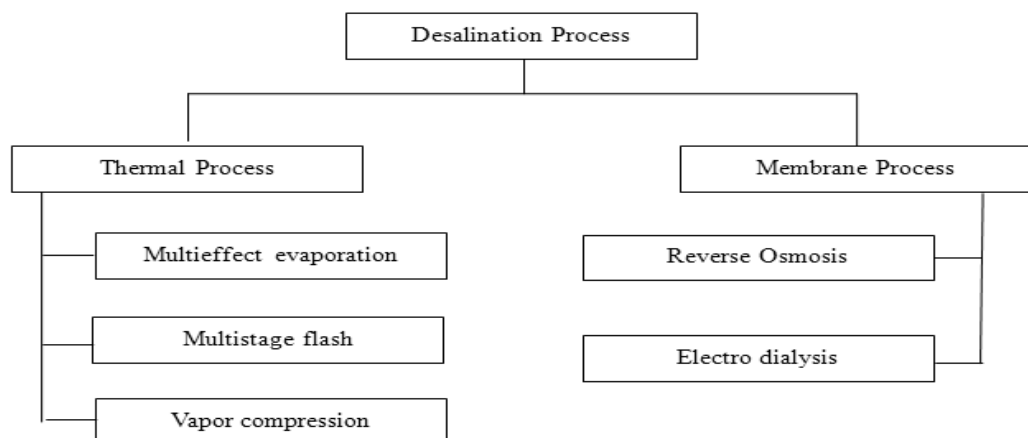 Desalination Process
Thermal Process
Membrane Process
Multieffect evaporation
Reverse Osmosis
Multistage flash
Electro dialysis
Vapor compression